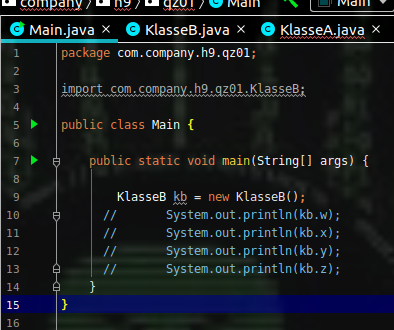 company h9 qz01 Main Main
Main.java KlasseB.java KlasseA.java
1 package com.company.h9.qz01;
2
3 import com.company.h9.qz01.KlasseB;
4
5 public class Main {
6
7 public static void main(String[] args) {
8
9 KlasseB kb = new KlasseB();
10 // System.out.println(kb.w);
11 // System.out.println(kb.x);
12 // System.out.println(kb.y);
13 // System.out.println(kb.z);
14 }
15 }
16